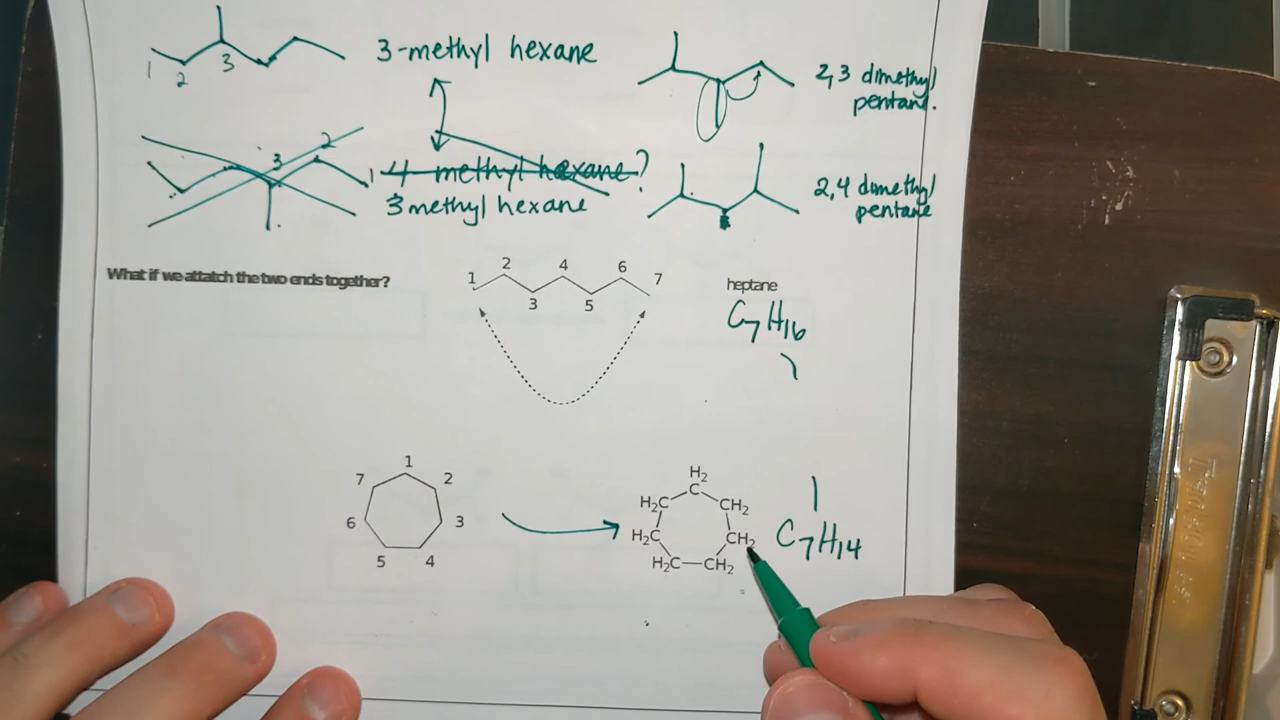 3-methyl hexane
1 2 3
2,3 dimethyl
pentane.
3 2 1
4 methyl hexane?
3 methyl hexane
2,4 dimethyl
pentane
What if we attatch the two ends together?
1 2 3 4 5 6 7
heptane
C7H16
1 2 3 4 5 6 7
H2
C
H2C CH2
H2C CH2
H2C CH2
C7H14